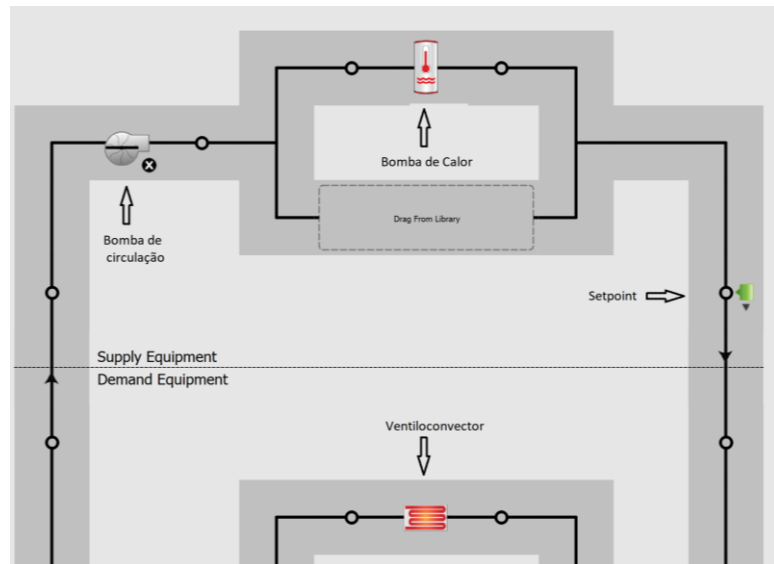 Bomba de Calor
Drag From Library
Bomba de
circulação
Setpoint
Supply Equipment
Demand Equipment
Ventiloconvector